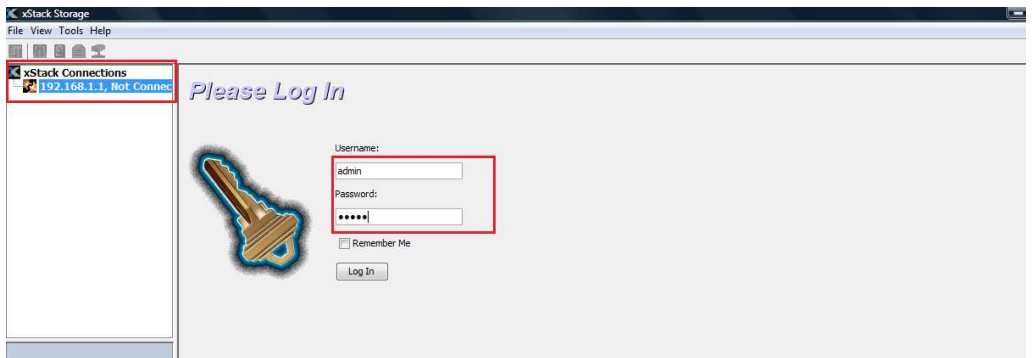 xStack Storage
File View Tools Help
xStack Connections
192.168.1.1, Not Connec
Please Log In
Username:
admin
Password:
•••••
Remember Me
Log In